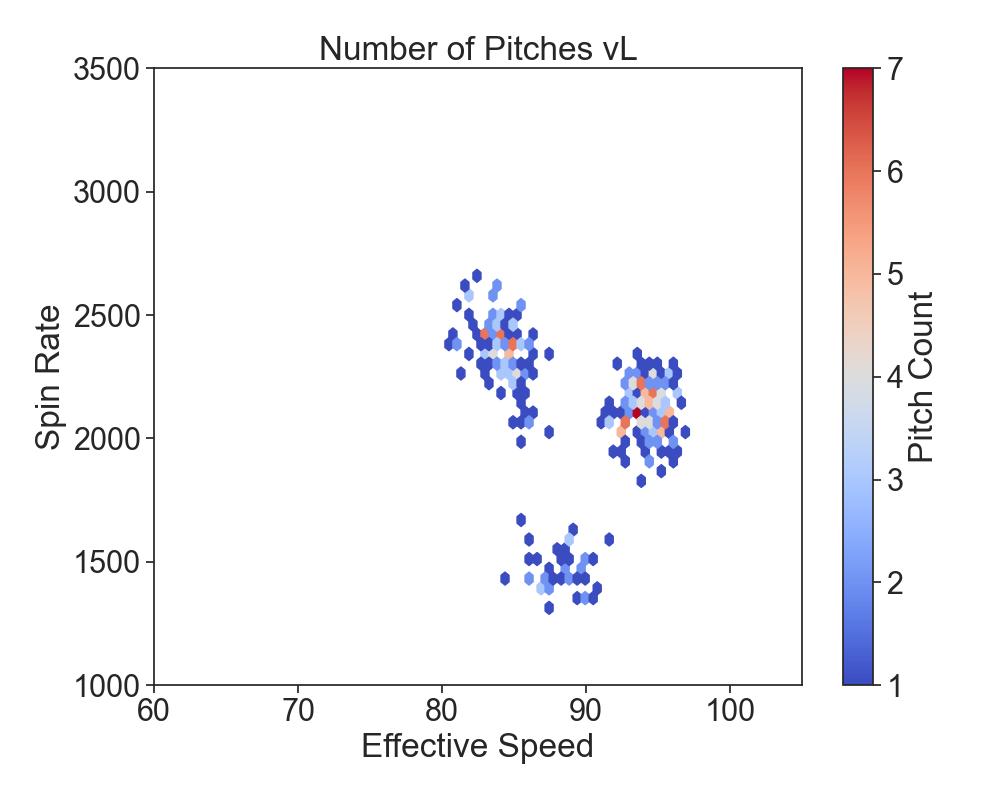 Number of Pitches vL
3500
3000
2500
2000
1500
1000
Spin Rate
60 70 80 90 100
Effective Speed
7
6
5
4
3
2
1
Pitch Count